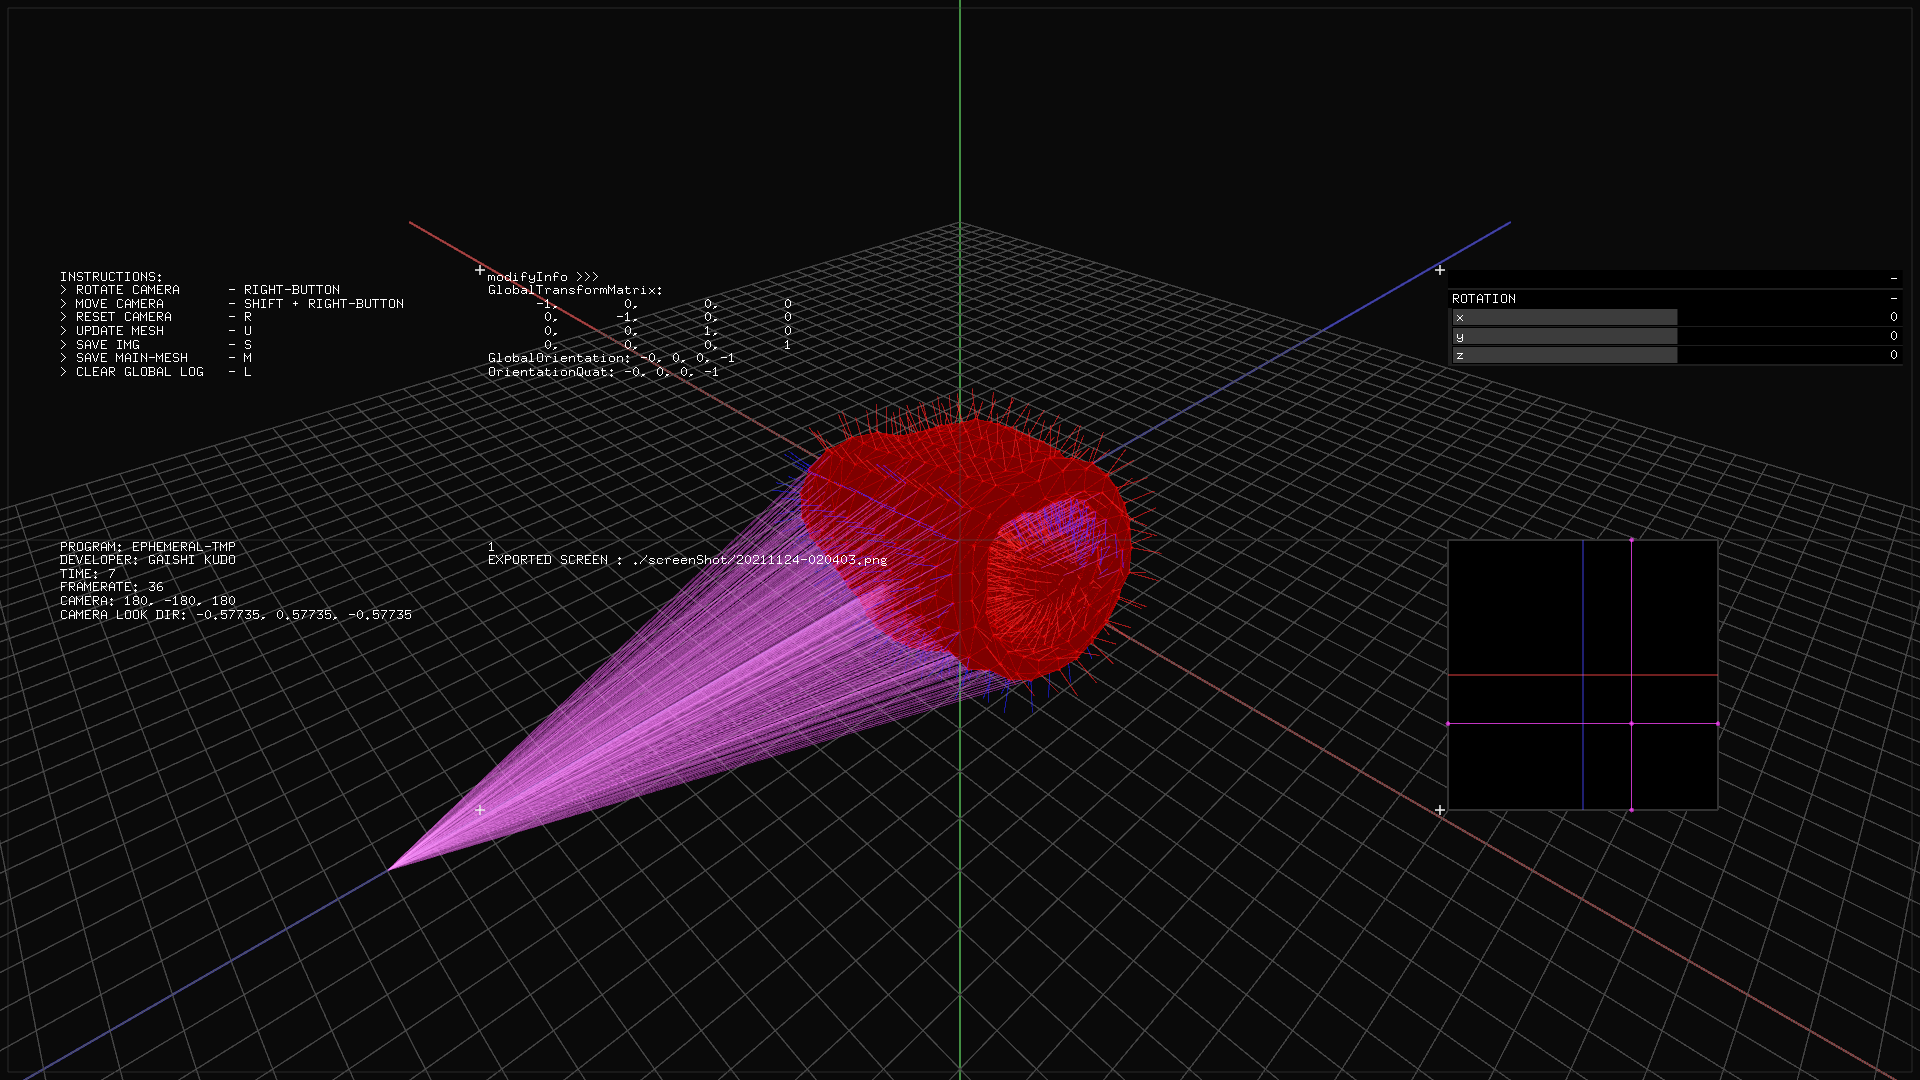 INSTRUCTIONS:
> ROTATE CAMERA - RIGHT-BUTTON
> MOVE CAMERA - SHIFT + RIGHT-BUTTON
> RESET CAMERA - R
> UPDATE MESH - U
> SAVE IMG - S
> SAVE MAIN-MESH - M
> CLEAR GLOBAL LOG - L
modifyInfo >>>
GlobalTransformMatrix:
-1, 0, 0, 0
0, -1, 0, 0
0, 0, 1, 0
0, 0, 0, 1
GlobalOrientation: -0, 0, 0, -1
OrientationQuat: -0, 0, 0, -1
-
ROTATION -
x 0
y 0
z 0
PROGRAM: EPHEMERAL-TMP
DEVELOPER: GAISHI KUDO
TIME: 7
FRAMERATE: 36
CAMERA: 180, -180, 180
CAMERA LOOK DIR: -0.57735, 0.57735, -0.57735
1
EXPORTED SCREEN : ./screenShot/20211124-020403.png